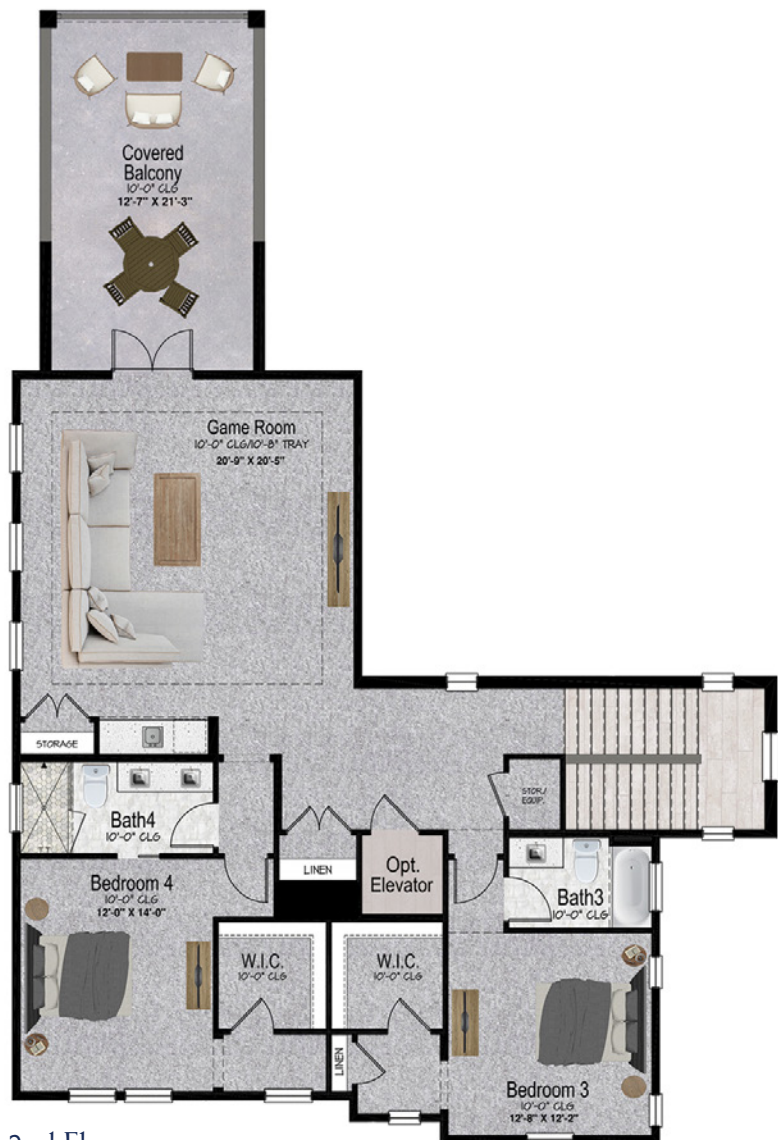 Covered
Balcony
10'-0" CLG
12'-7" X 21'-3"
Game Room
10'-0" CLG/10'-8" TRAY
20'-9" X 20'-5"
STORAGE
STOR./
EQUIP.
Bath4
10'-0" CLG
LINEN
Opt.
Elevator
Bath3
10'-0" CLG
Bedroom 4
10'-0" CLG
12'-0" X 14'-0"
W.I.C.
10'-0" CLG
W.I.C.
10'-0" CLG
LINEN
Bedroom 3
10'-0" CLG
12'-8" X 12'-2"